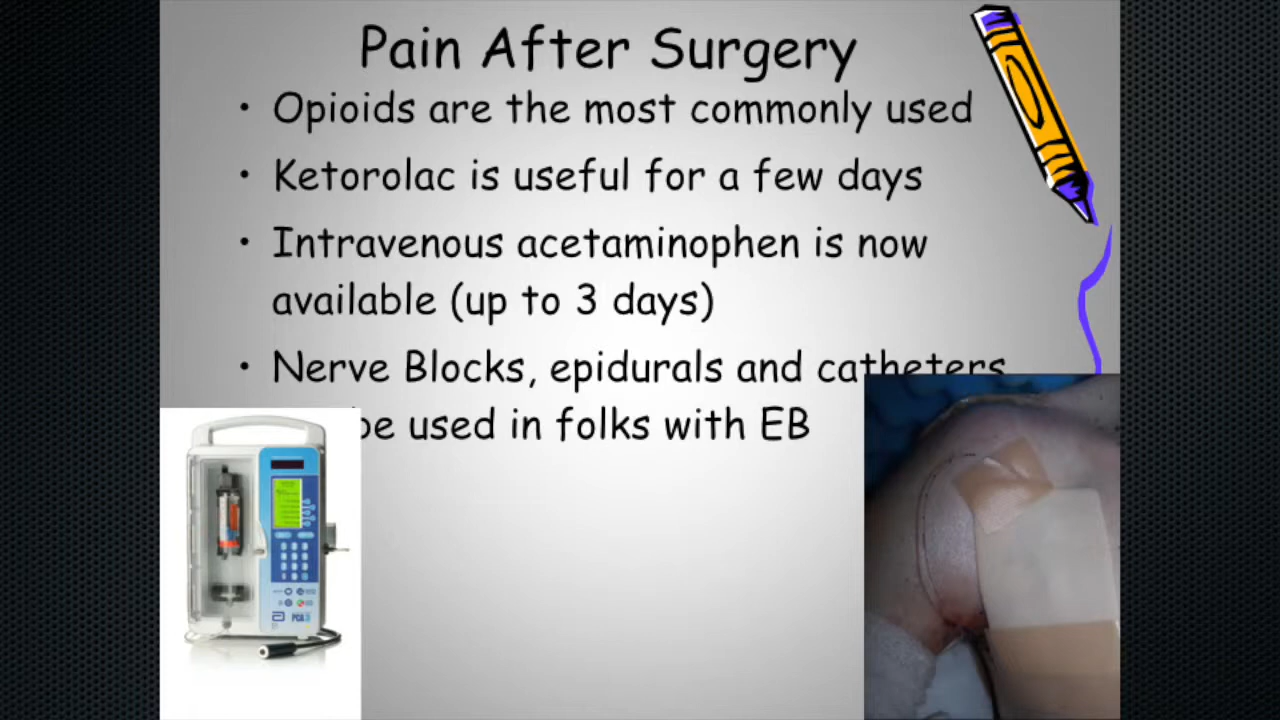 Pain After Surgery
• Opioids are the most commonly used
• Ketorolac is useful for a few days
• Intravenous acetaminophen is now
available (up to 3 days)
• Nerve Blocks, epidurals and catheters
be used in folks with EB
PCA